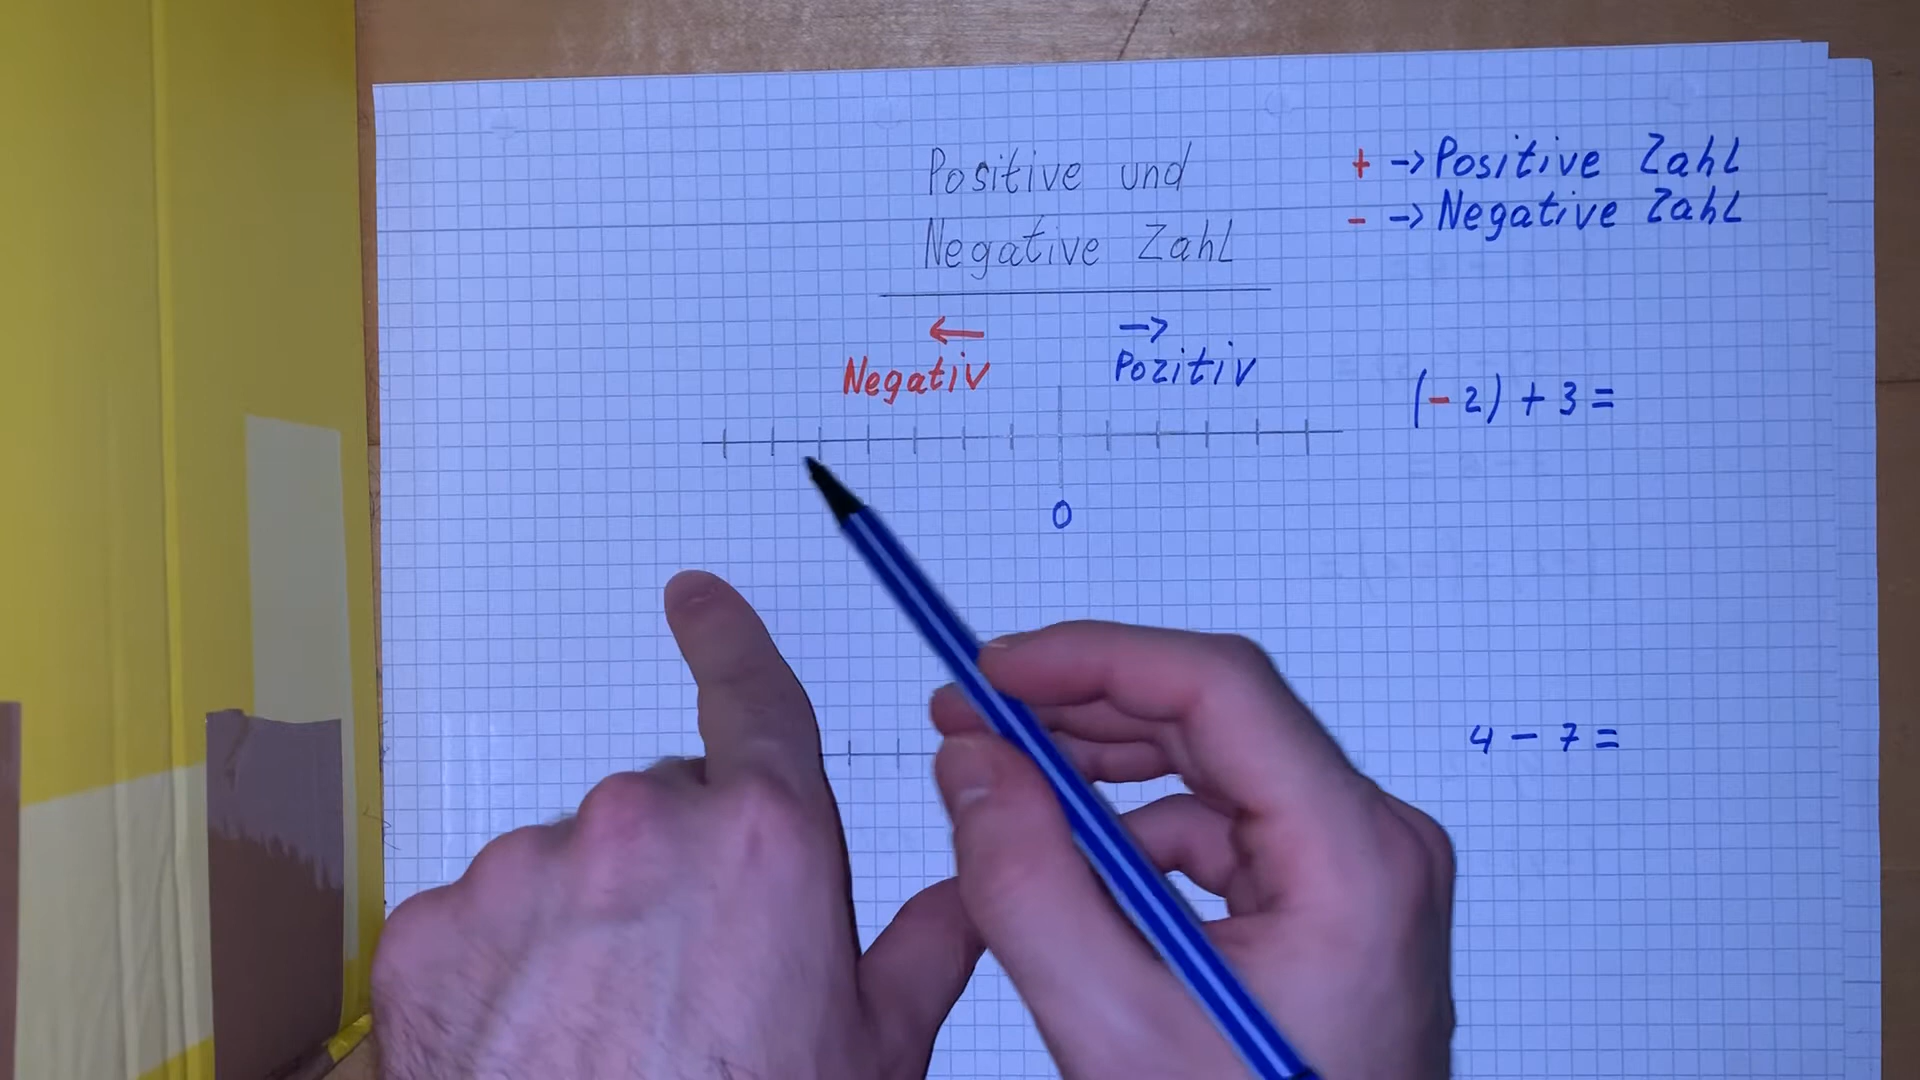 Positive und
Negative Zahl
+ -> Positive Zahl
- -> Negative Zahl
<- ->
Negativ Pozitiv
(-2) + 3 =
0
4 - 7 =